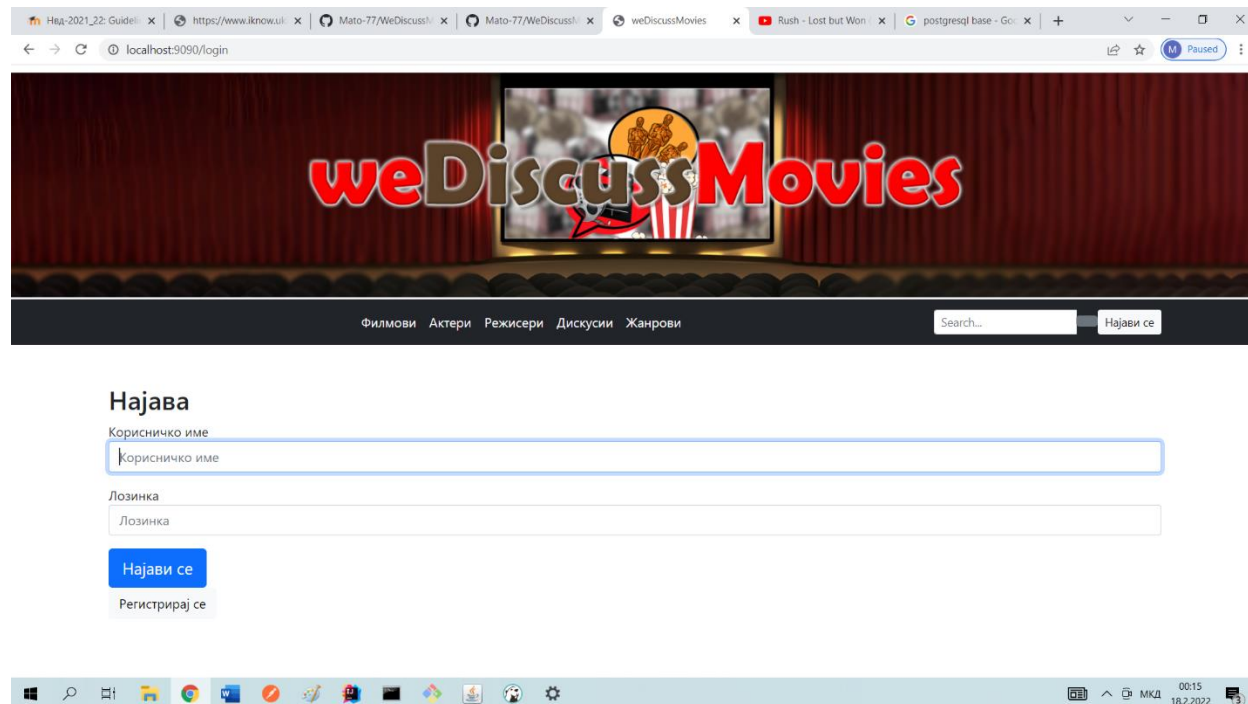 Нвд-2021_22: Guideli
https://www.iknow.uk
Mato-77/WeDiscussM
Mato-77/WeDiscussM
weDiscussMovies
Rush - Lost but Won (
postgresql base - Goo
localhost:9090/login
M Paused
weDiscussMovies
Филмови Актери Режисери Дискусии Жанрови
Search...
Најави се
Најава
Корисничко име
Корисничко име
Лозинка
Лозинка
Најави се
Регистрирај се
МКД
00:15
18.2.2022
3